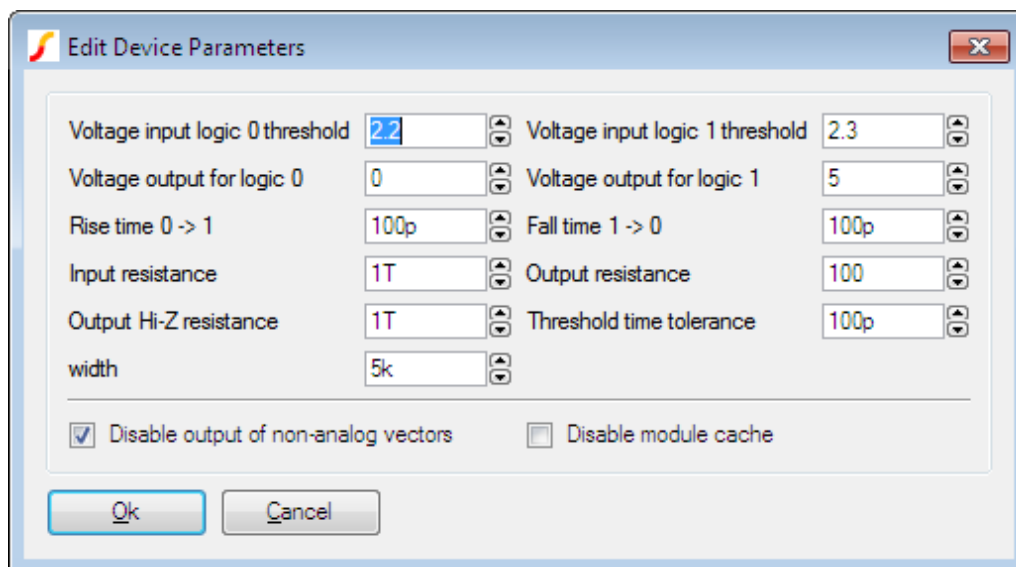 Edit Device Parameters
Voltage input logic 0 threshold 2.2 Voltage input logic 1 threshold 2.3
Voltage output for logic 0 0 Voltage output for logic 1 5
Rise time 0 -> 1 100p Fall time 1 -> 0 100p
Input resistance 1T Output resistance 100
Output Hi-Z resistance 1T Threshold time tolerance 100p
width 5k
Disable output of non-analog vectors Disable module cache
Ok Cancel